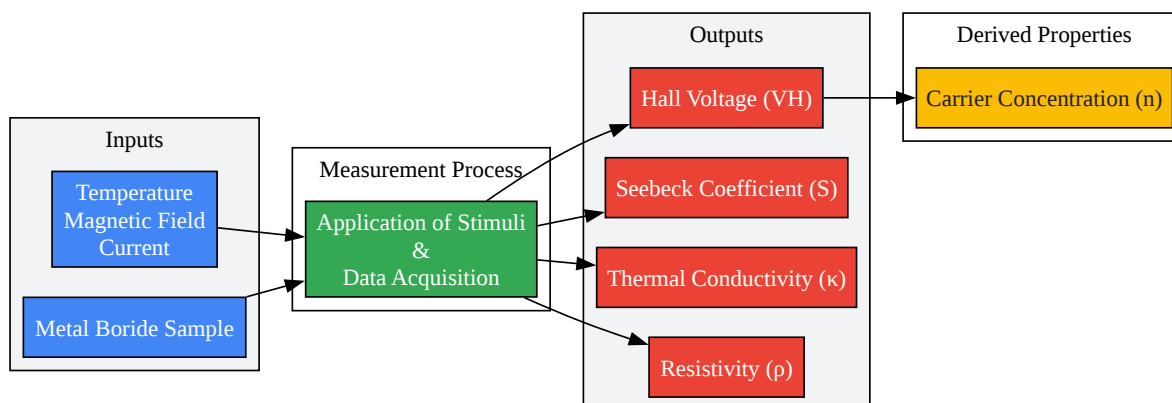 Inputs
Temperature
Magnetic Field
Current
Metal Boride Sample
Measurement Process
Application of Stimuli
&
Data Acquisition
Outputs
Hall Voltage (VH)
Seebeck Coefficient (S)
Thermal Conductivity (κ)
Resistivity (ρ)
Derived Properties
Carrier Concentration (n)